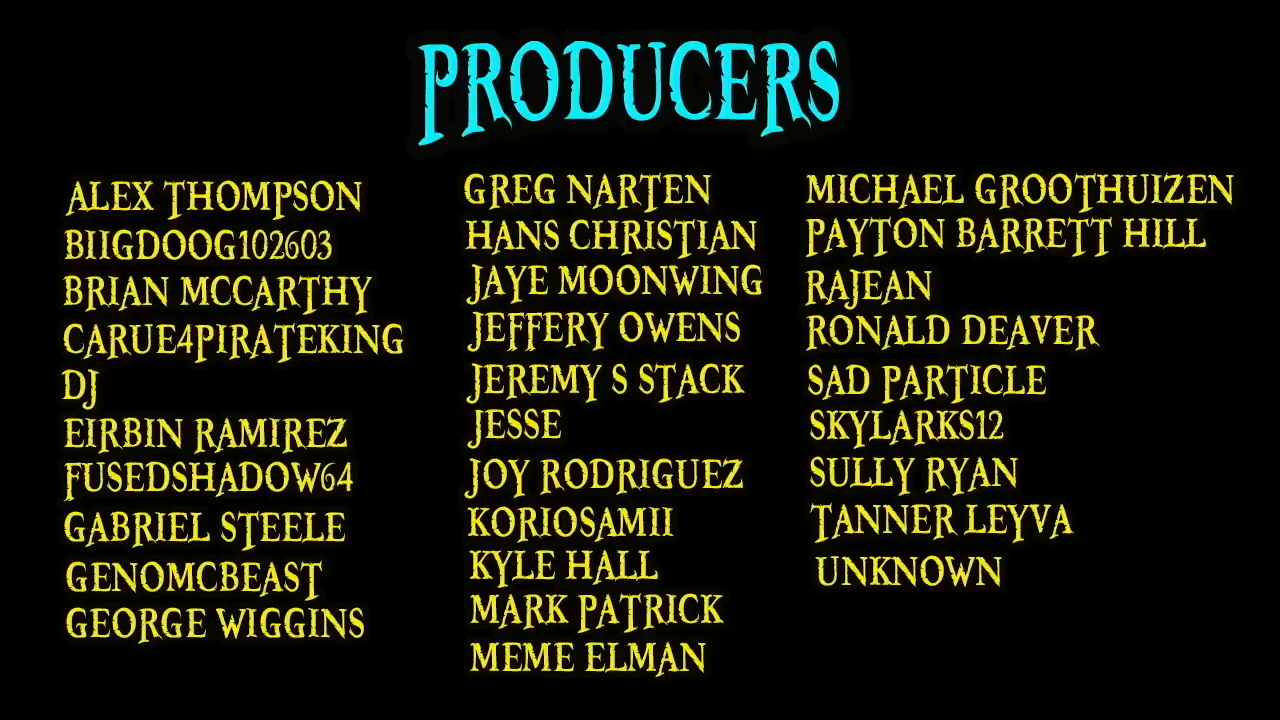 PRODUCERS
ALEX THOMPSON
BIIGDOOG102603
BRIAN MCCARTHY
CARUE4PIRATEKING
DJ
EIRBIN RAMIREZ
FUSEDSHADOW64
GABRIEL STEELE
GENOMCBEAST
GEORGE WIGGINS
GREG NARTEN
HANS CHRISTIAN
JAYE MOONWING
JEFFERY OWENS
JEREMY S STACK
JESSE
JOY RODRIGUEZ
KORIOSAMII
KYLE HALL
MARK PATRICK
MEME ELMAN
MICHAEL GROOTHUIZEN
PAYTON BARRETT HILL
RAJEAN
RONALD DEAVER
SAD PARTICLE
SKYLARKS12
SULLY RYAN
TANNER LEYVA
UNKNOWN